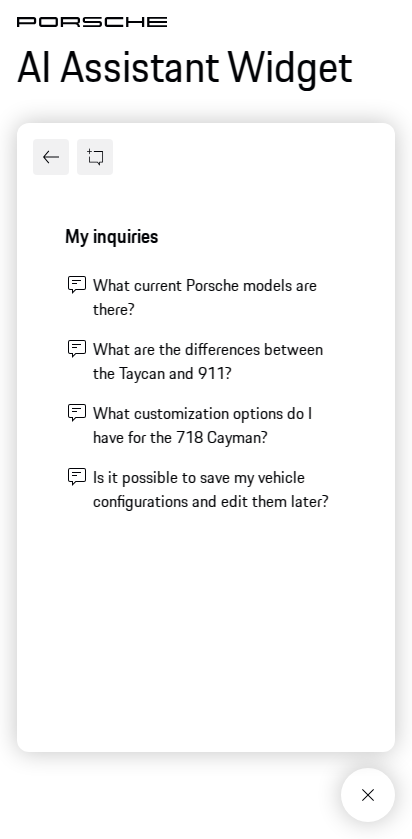 PORSCHE
AI Assistant Widget
My inquiries
What current Porsche models are
there?
What are the differences between
the Taycan and 911?
What customization options do I
have for the 718 Cayman?
Is it possible to save my vehicle
configurations and edit them later?